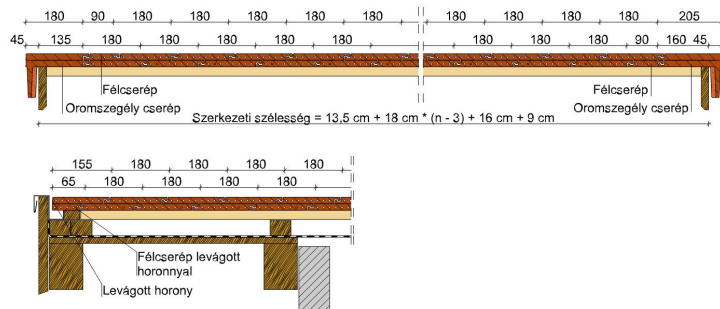 180 90 180 180 180 180 180 180 180 180 180 205
45 135 180 180 180 180 180 180 180 180 90 160 45
Félcserép Félcserép
Oromszegély cserép Oromszegély cserép
Szerkezeti szélesség = 13,5 cm + 18 cm * (n - 3) + 16 cm + 9 cm
155 180 180 180 180
65 180 180 180 180
Félcserép levágott
horonnyal
Levágott horony